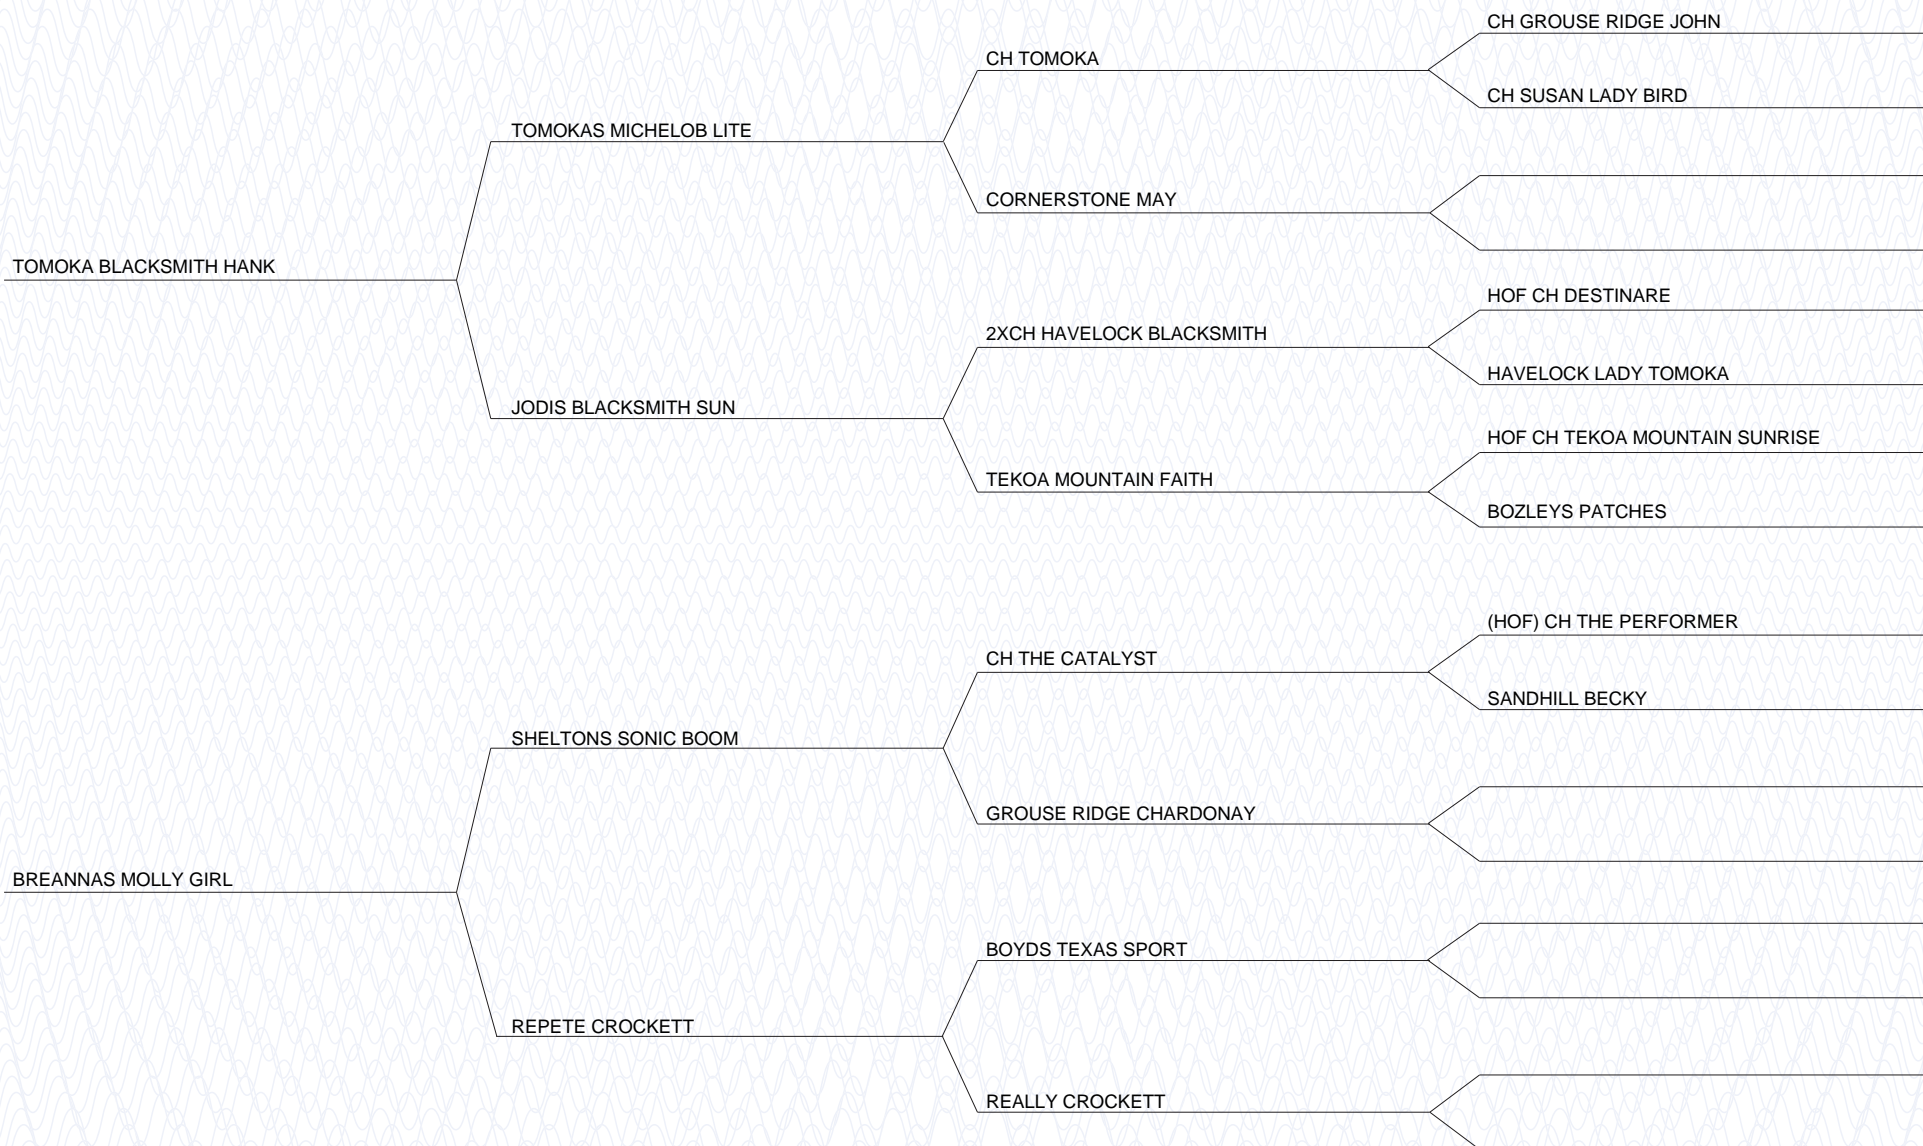 CH GROUSE RIDGE JOHN
CH TOMOKA
CH SUSAN LADY BIRD
TOMOKAS MICHELOB LITE
CORNERSTONE MAY
TOMOKA BLACKSMITH HANK
HOF CH DESTINARE
2XCH HAVELOCK BLACKSMITH
HAVELOCK LADY TOMOKA
JODIS BLACKSMITH SUN
HOF CH TEKOA MOUNTAIN SUNRISE
TEKOA MOUNTAIN FAITH
BOZLEYS PATCHES
(HOF) CH THE PERFORMER
CH THE CATALYST
SANDHILL BECKY
SHELTONS SONIC BOOM
GROUSE RIDGE CHARDONAY
BREANNAS MOLLY GIRL
BOYDS TEXAS SPORT
REPETE CROCKETT
REALLY CROCKETT